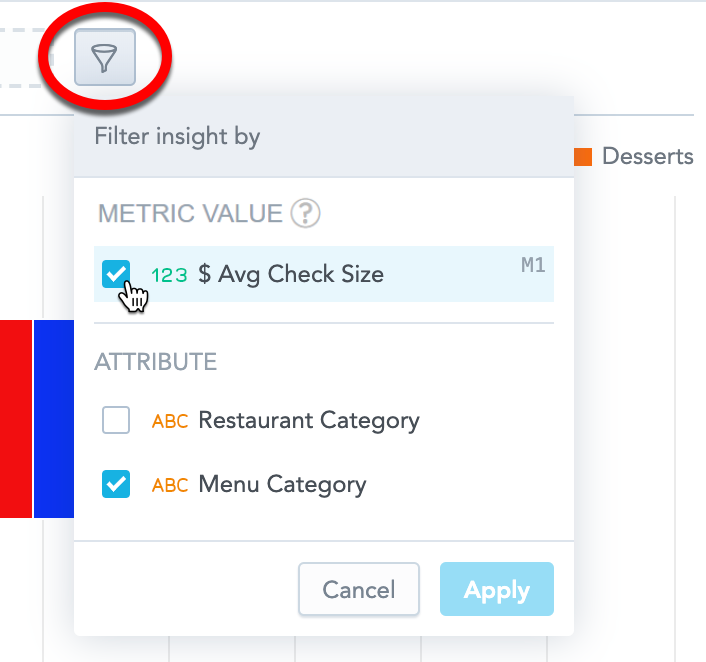 Filter insight by
Desserts
METRIC VALUE ?
123 $ Avg Check Size M1
ATTRIBUTE
ABC Restaurant Category
ABC Menu Category
Cancel Apply